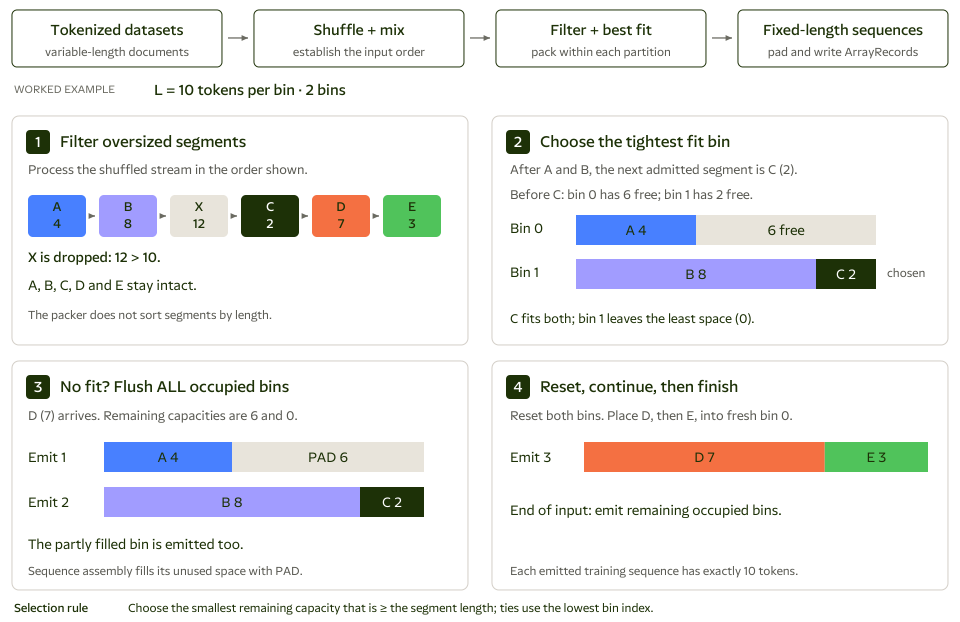 Tokenized datasets
variable-length documents
Shuffle + mix
establish the input order
Filter + best fit
pack within each partition
Fixed-length sequences
pad and write ArrayRecords
WORKED EXAMPLE
L = 10 tokens per bin · 2 bins
1
Filter oversized segments
Process the shuffled stream in the order shown.
A
4
B
8
X
12
C
2
D
7
E
3
X is dropped: 12 > 10.
A, B, C, D and E stay intact.
The packer does not sort segments by length.
2
Choose the tightest fit bin
After A and B, the next admitted segment is C (2).
Before C: bin 0 has 6 free; bin 1 has 2 free.
Bin 0
A 4
6 free
Bin 1
B 8
C 2
chosen
C fits both; bin 1 leaves the least space (0).
3
No fit? Flush ALL occupied bins
D (7) arrives. Remaining capacities are 6 and 0.
Emit 1
A 4
PAD 6
Emit 2
B 8
C 2
The partly filled bin is emitted too.
Sequence assembly fills its unused space with PAD.
4
Reset, continue, then finish
Reset both bins. Place D, then E, into fresh bin 0.
Emit 3
D 7
E 3
End of input: emit remaining occupied bins.
Each emitted training sequence has exactly 10 tokens.
Selection rule
Choose the smallest remaining capacity that is ≥ the segment length; ties use the lowest bin index.